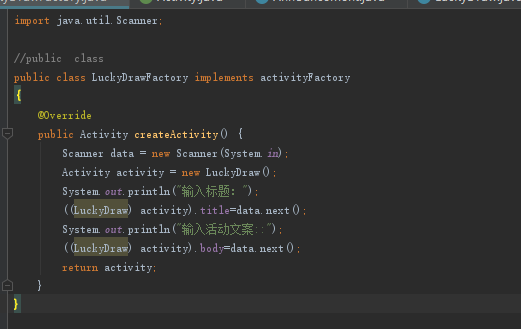 import java.util.Scanner;
//public  class
public class LuckyDrawFactory implements activityFactory
{
@Override
public Activity createActivity() {
Scanner data = new Scanner(System.in);
Activity activity = new LuckyDraw();
System.out.println("输入标题: ");
((LuckyDraw) activity).title=data.next();
System.out.println("输入活动文案::");
((LuckyDraw) activity).body=data.next();
return activity;
}
}